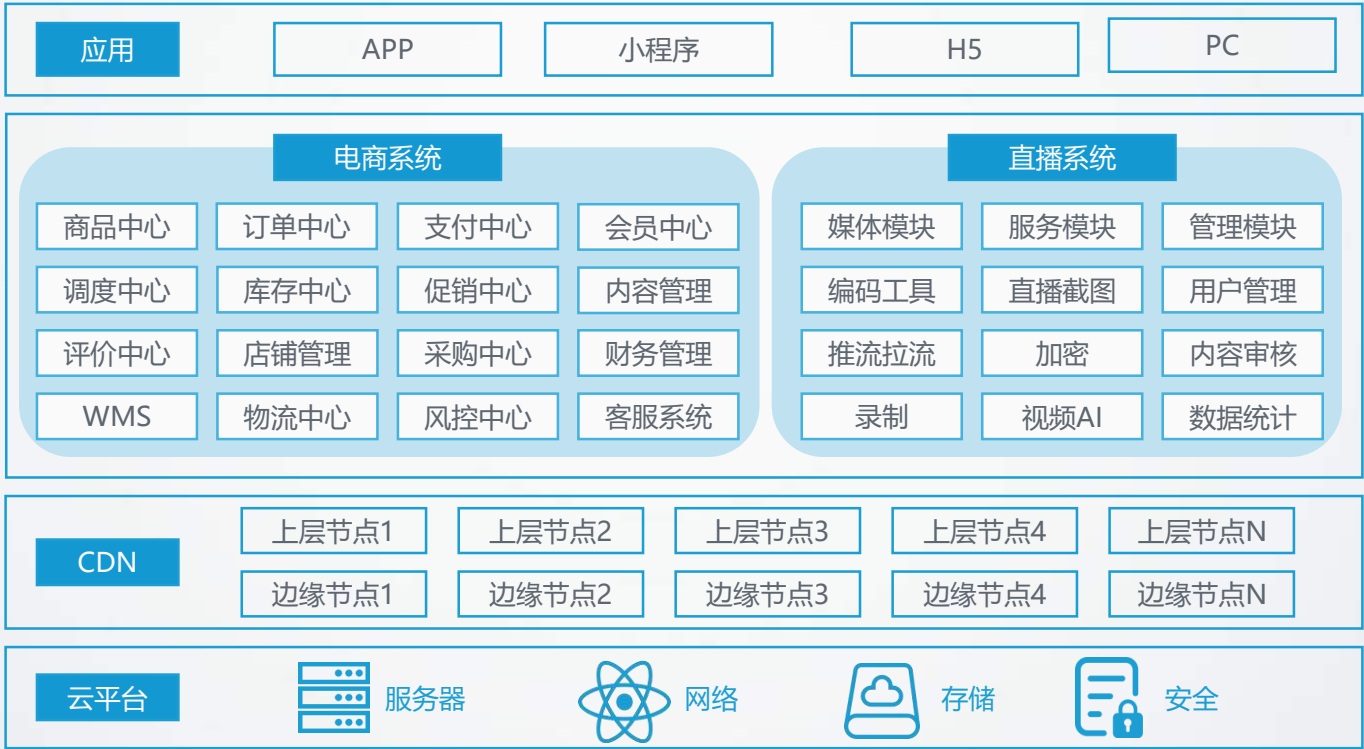 应用 APP 小程序 H5 PC
电商系统
商品中心 订单中心 支付中心 会员中心
调度中心 库存中心 促销中心 内容管理
评价中心 店铺管理 采购中心 财务管理
WMS 物流中心 风控中心 客服系统
直播系统
媒体模块 服务模块 管理模块
编码工具 直播截图 用户管理
推流拉流 加密 内容审核
录制 视频AI 数据统计
CDN
上层节点1 上层节点2 上层节点3 上层节点4 上层节点N
边缘节点1 边缘节点2 边缘节点3 边缘节点4 边缘节点N
云平台 服务器 网络 存储 安全